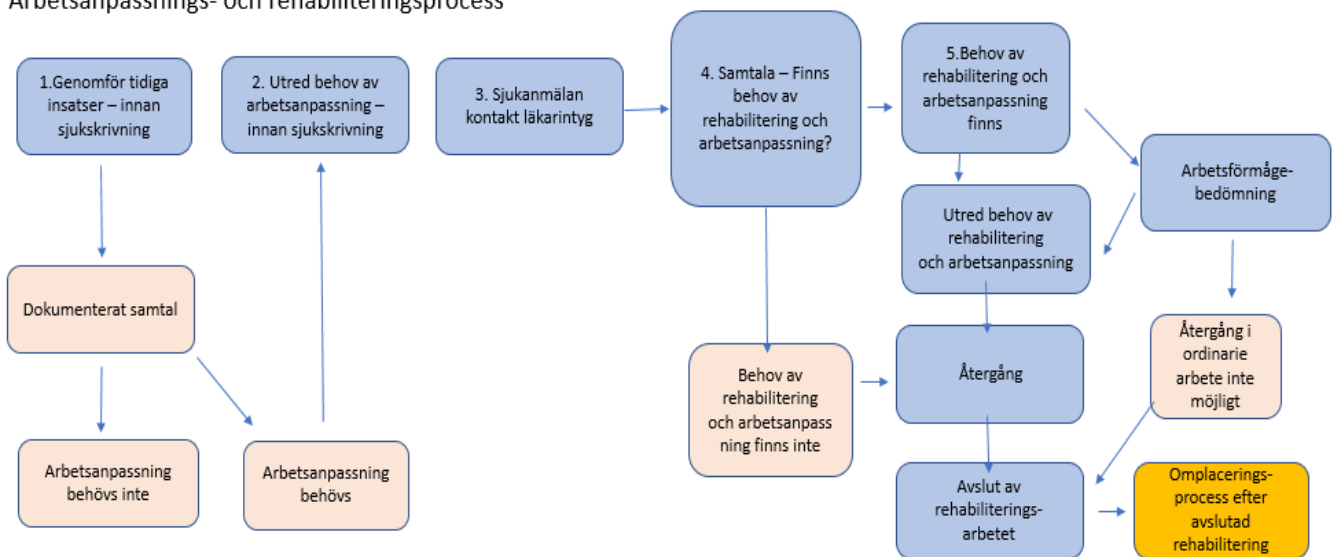 Arbetsanpassnings- och rehabiliteringsprocess
1.Genomför tidiga
insatser – innan
sjukskrivning
2. Utred behov av
arbetsanpassning –
innan sjukskrivning
3. Sjukanmälan
kontakt läkarintyg
4. Samtala – Finns
behov av
rehabilitering och
arbetsanpassning?
5.Behov av
rehabilitering och
arbetsanpassning
finns
Arbetsförmåge-
bedömning
Utred behov av
rehabilitering
och arbetsanpassning
Dokumenterat samtal
Återgång i
ordinarie
arbete inte
möjligt
Behov av
rehabilitering
och arbetsanpass
ning finns inte
Återgång
Arbetsanpassning
behövs inte
Arbetsanpassning
behövs
Avslut av
rehabiliterings-
arbetet
Omplacerings-
process efter
avslutad
rehabilitering